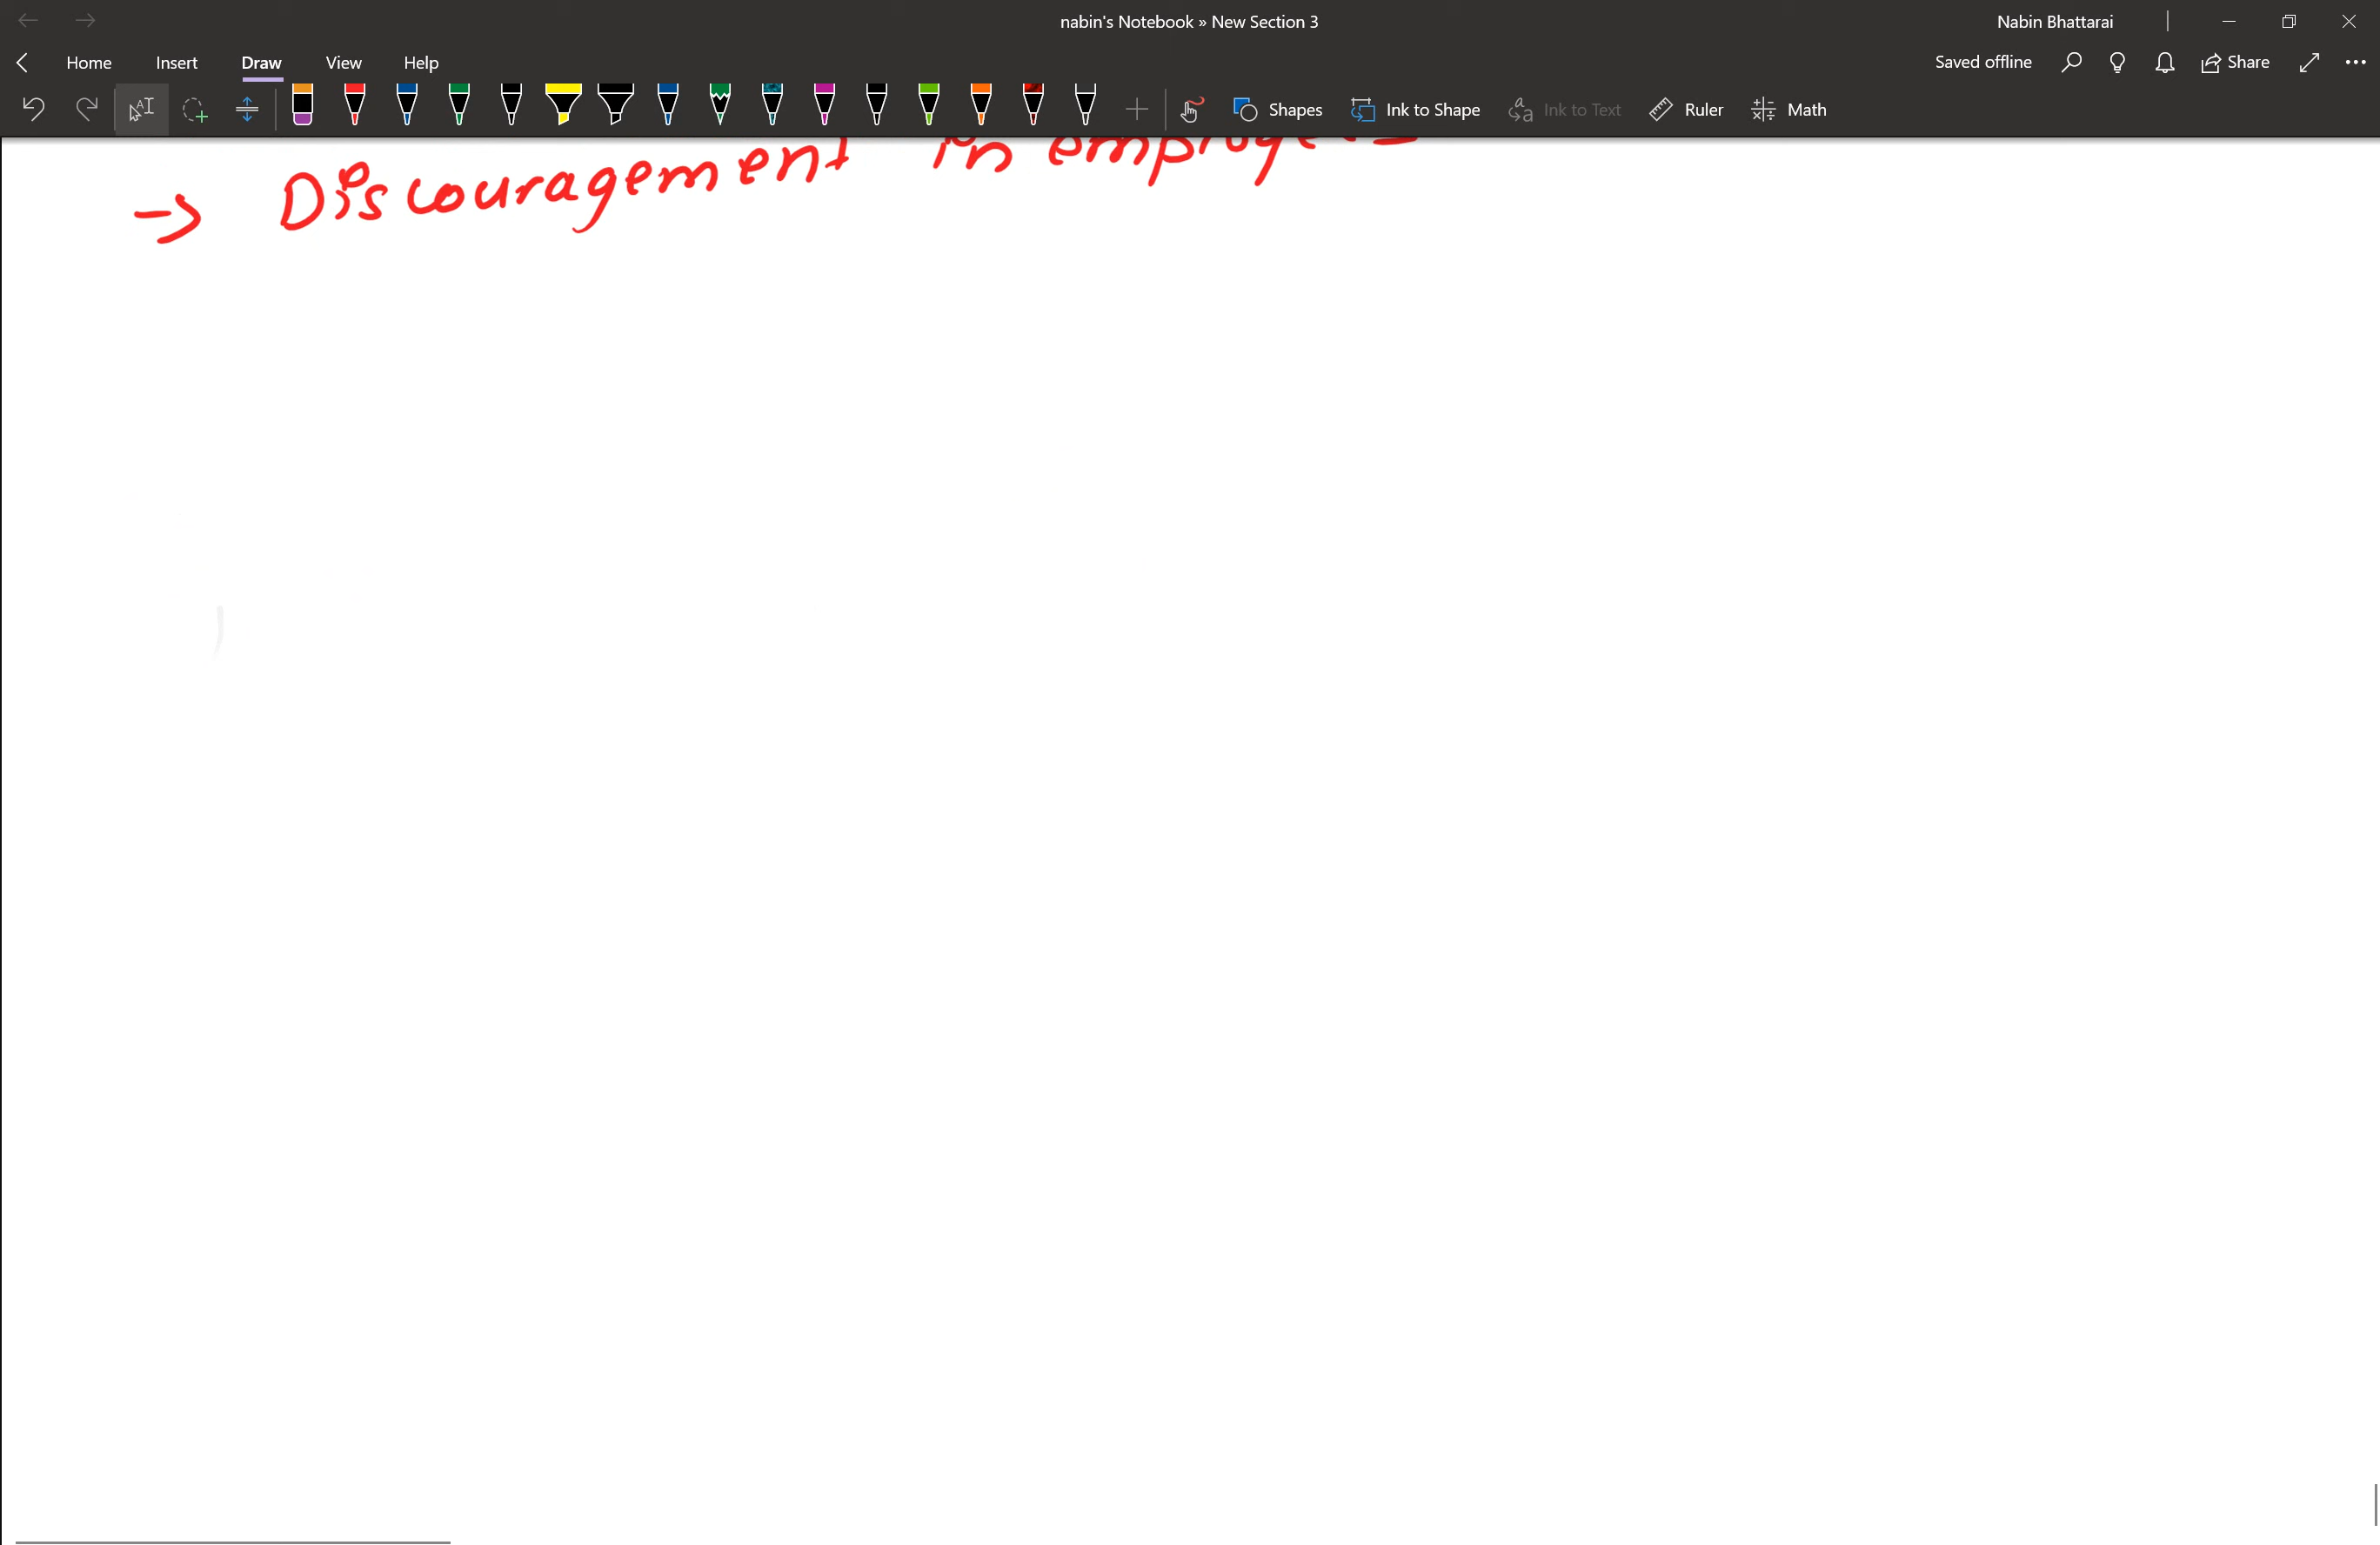 nabin's Notebook » New Section 3
Nabin Bhattarai
Home Insert Draw View Help
Saved offline
Share
Shapes
Ink to Shape
Ink to Text
Ruler
Math
→ Discouragement in